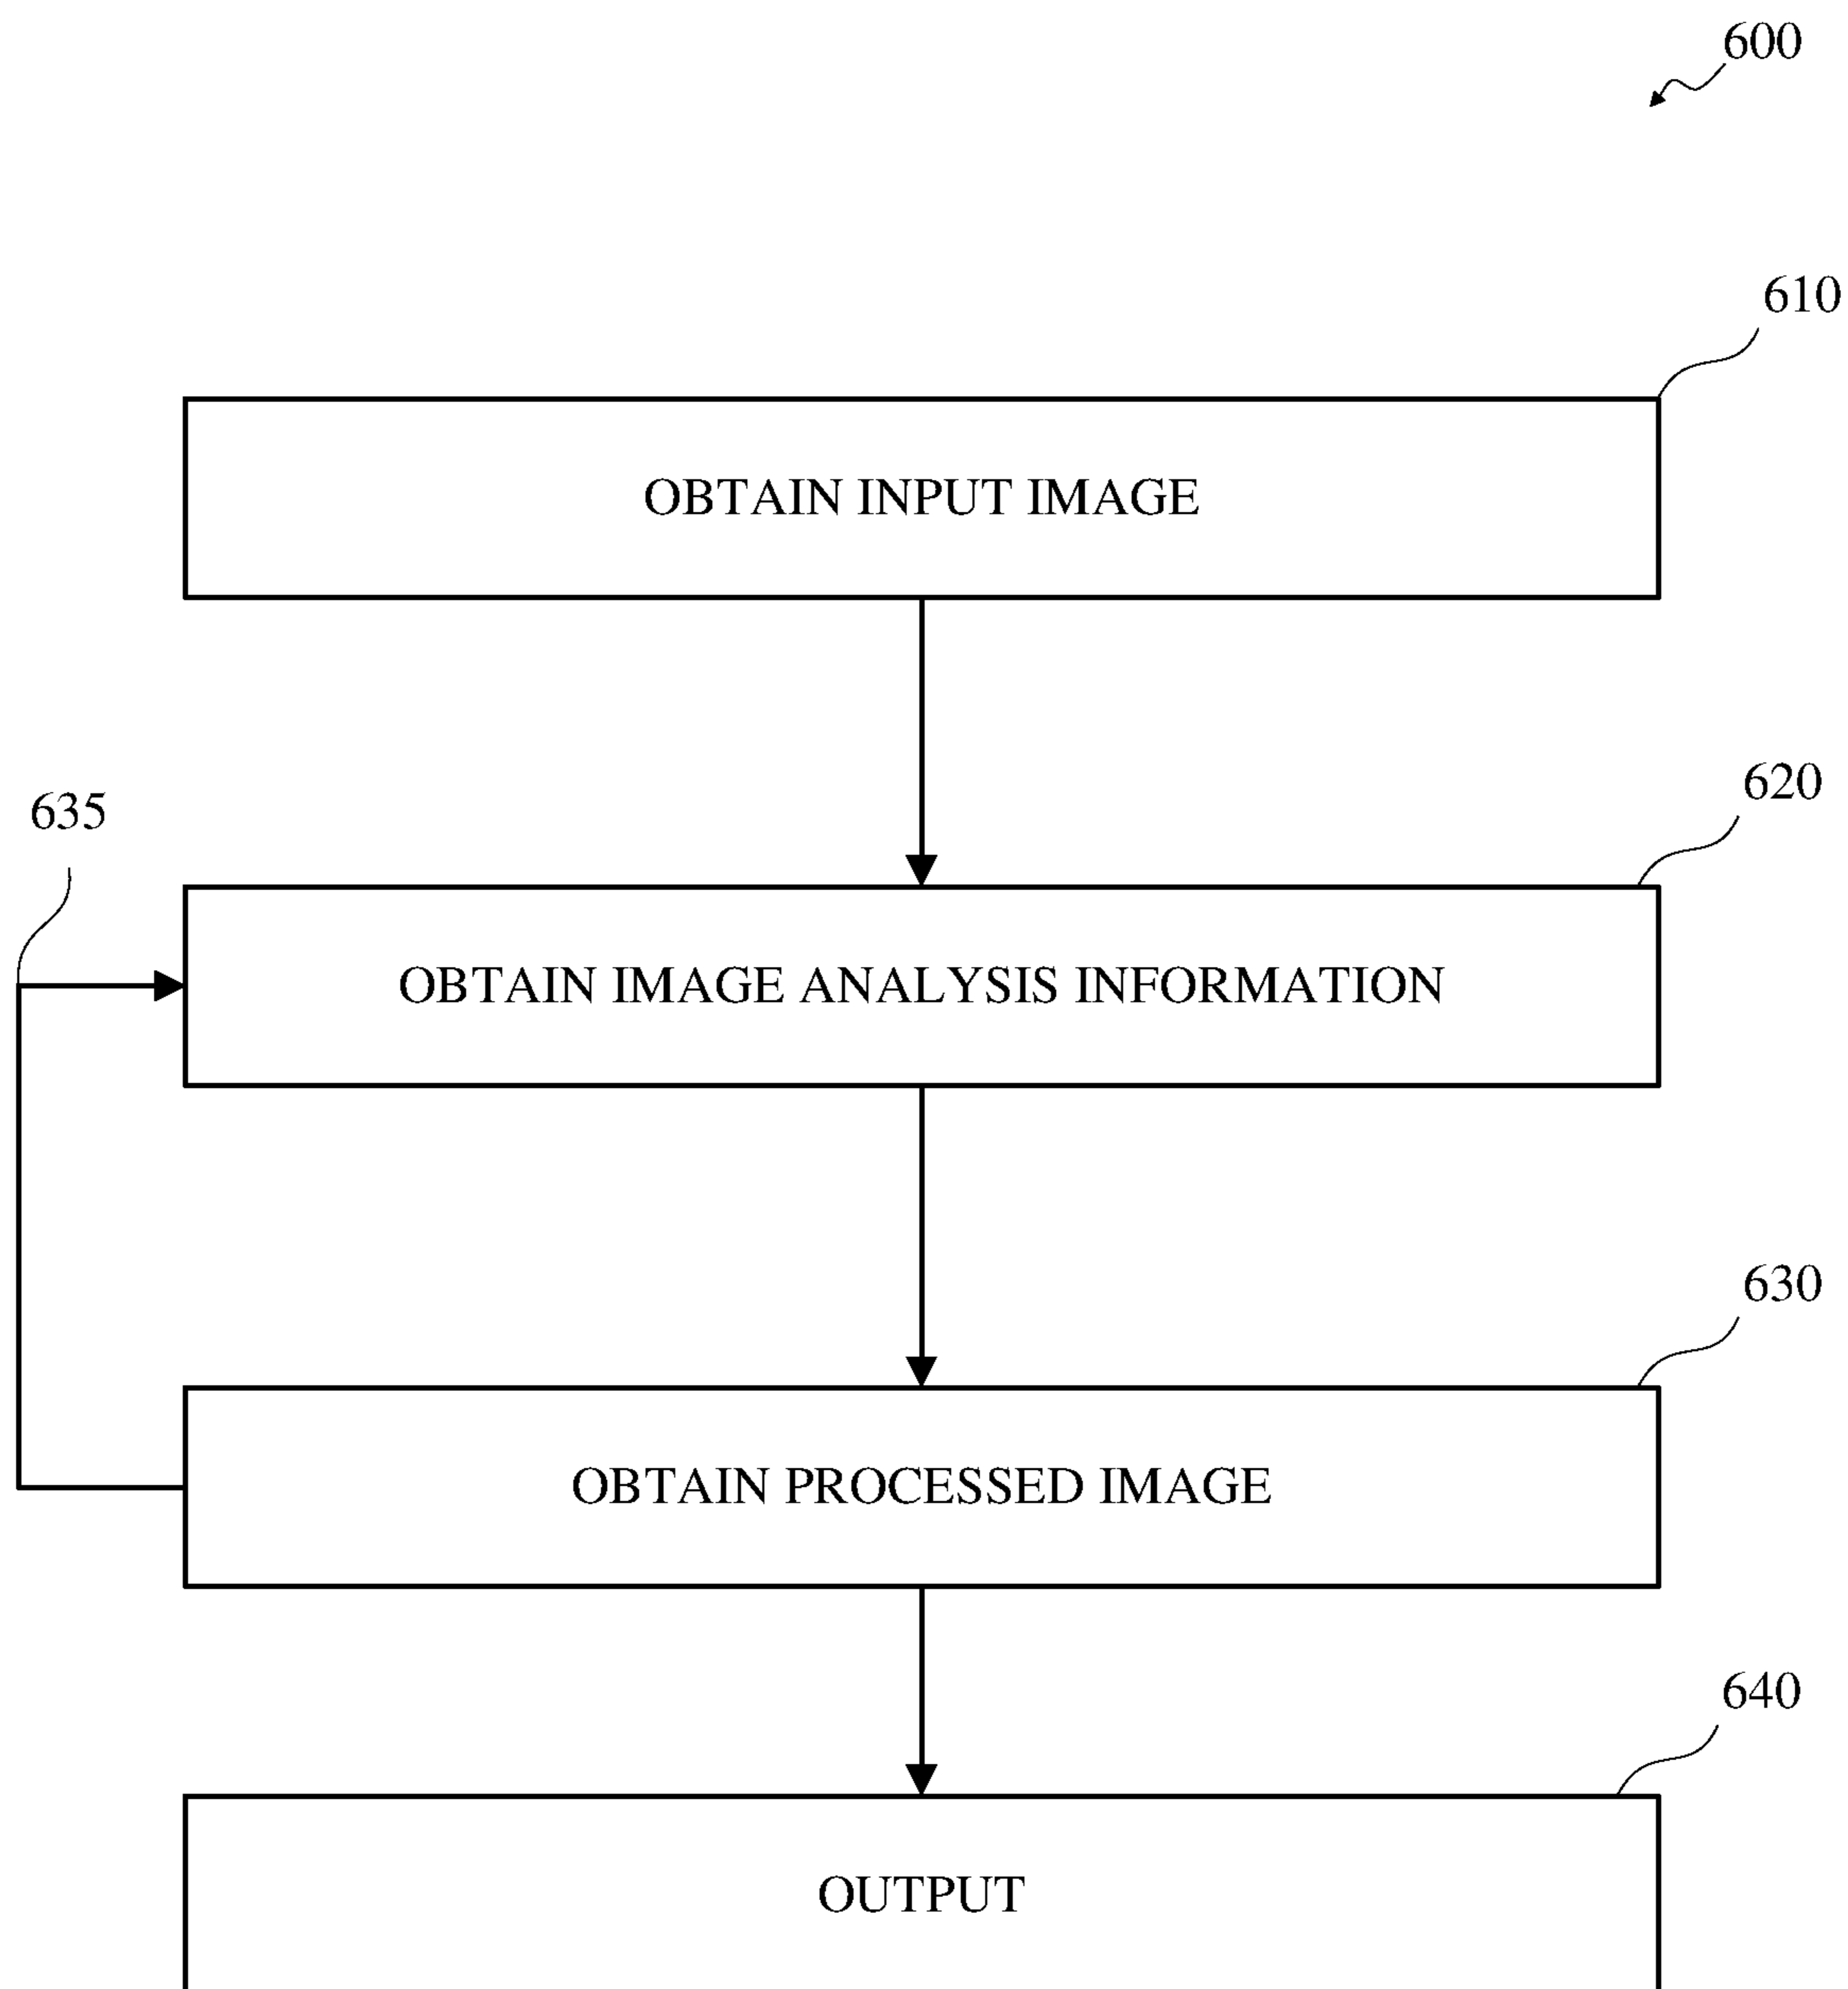 600
610
OBTAIN INPUT IMAGE
620
635
OBTAIN IMAGE ANALYSIS INFORMATION
630
OBTAIN PROCESSED IMAGE
640
OUTPUT